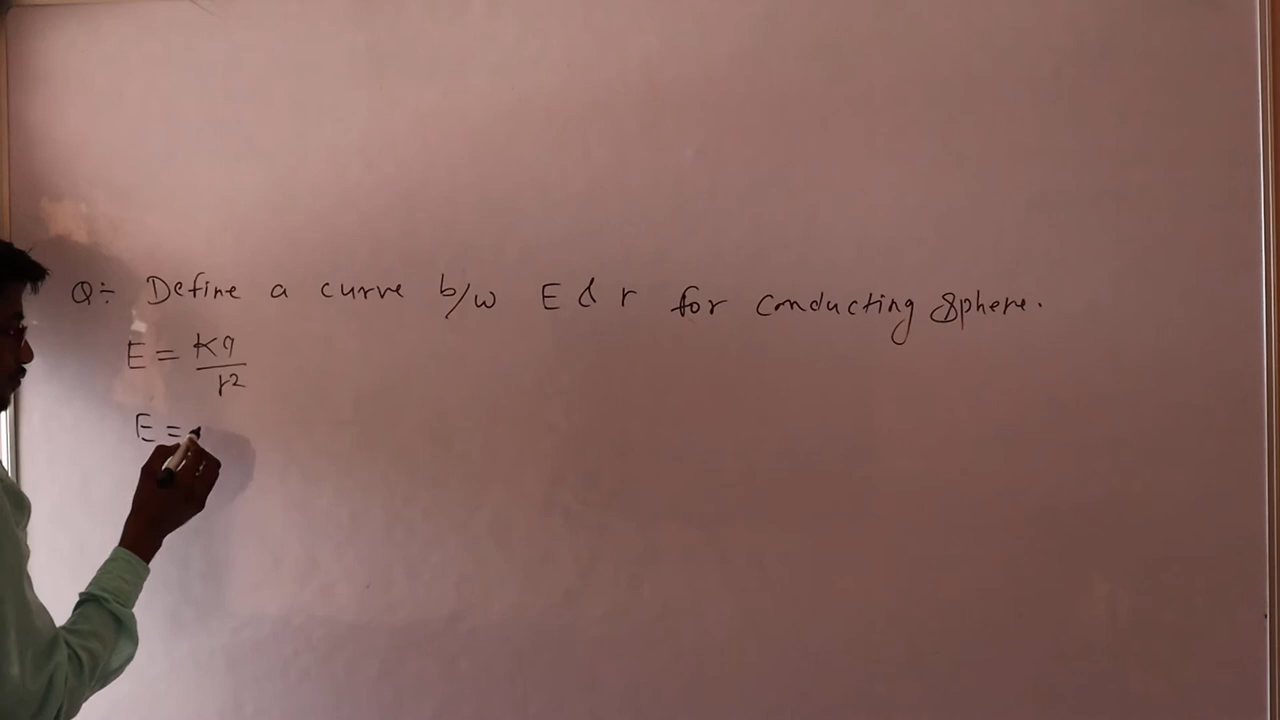 Q÷ Define a curve b/w E & r for conducting sphere.
E = Kq/r²
E =